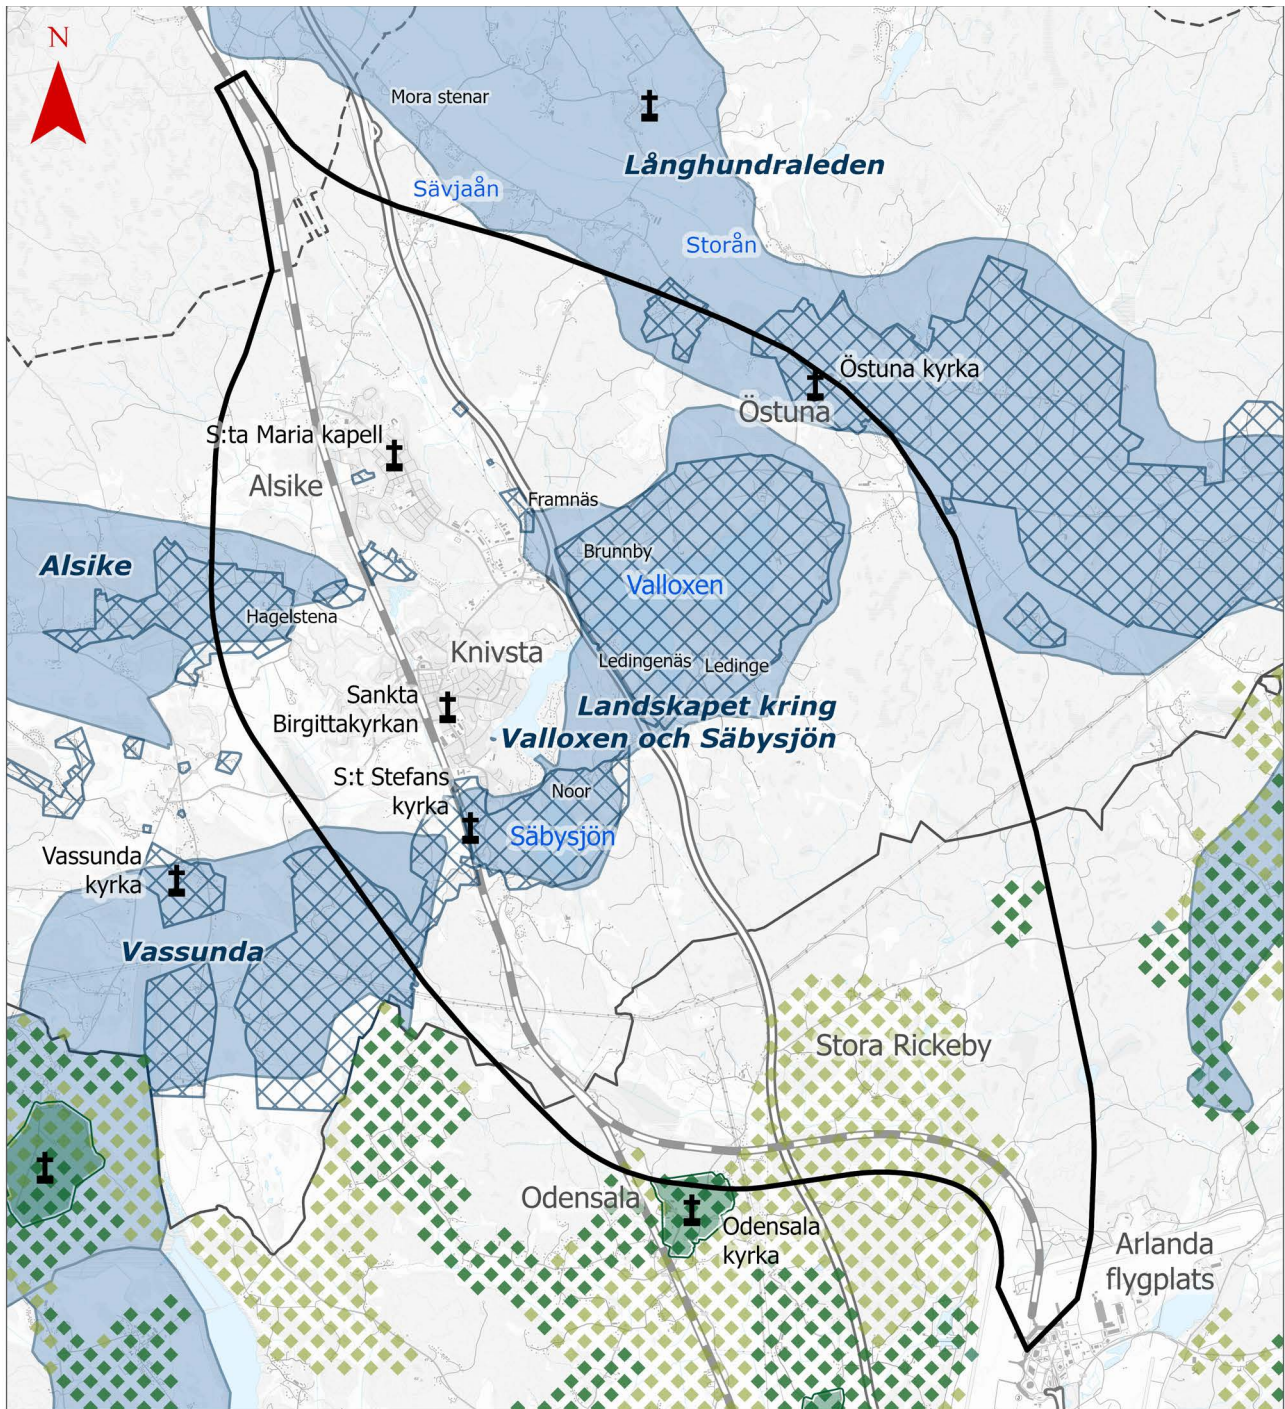 N
Mora stenar
Långhundraleden
Sävjaån
Storån
Östuna kyrka
Östuna
S:ta Maria kapell
Alsike
Framnäs
Brunnby
Alsike
Valloxen
Hagelstena
Knivsta
Ledingenäs
Ledinge
Sankta
Birgittakyrkan
Landskapet kring
Valloxen och Säbysjön
S:t Stefans
kyrka
Noor
Säbysjön
Vassunda
kyrka
Vassunda
Stora Rickeby
Odensala
Odensala
kyrka
Arlanda
flygplats